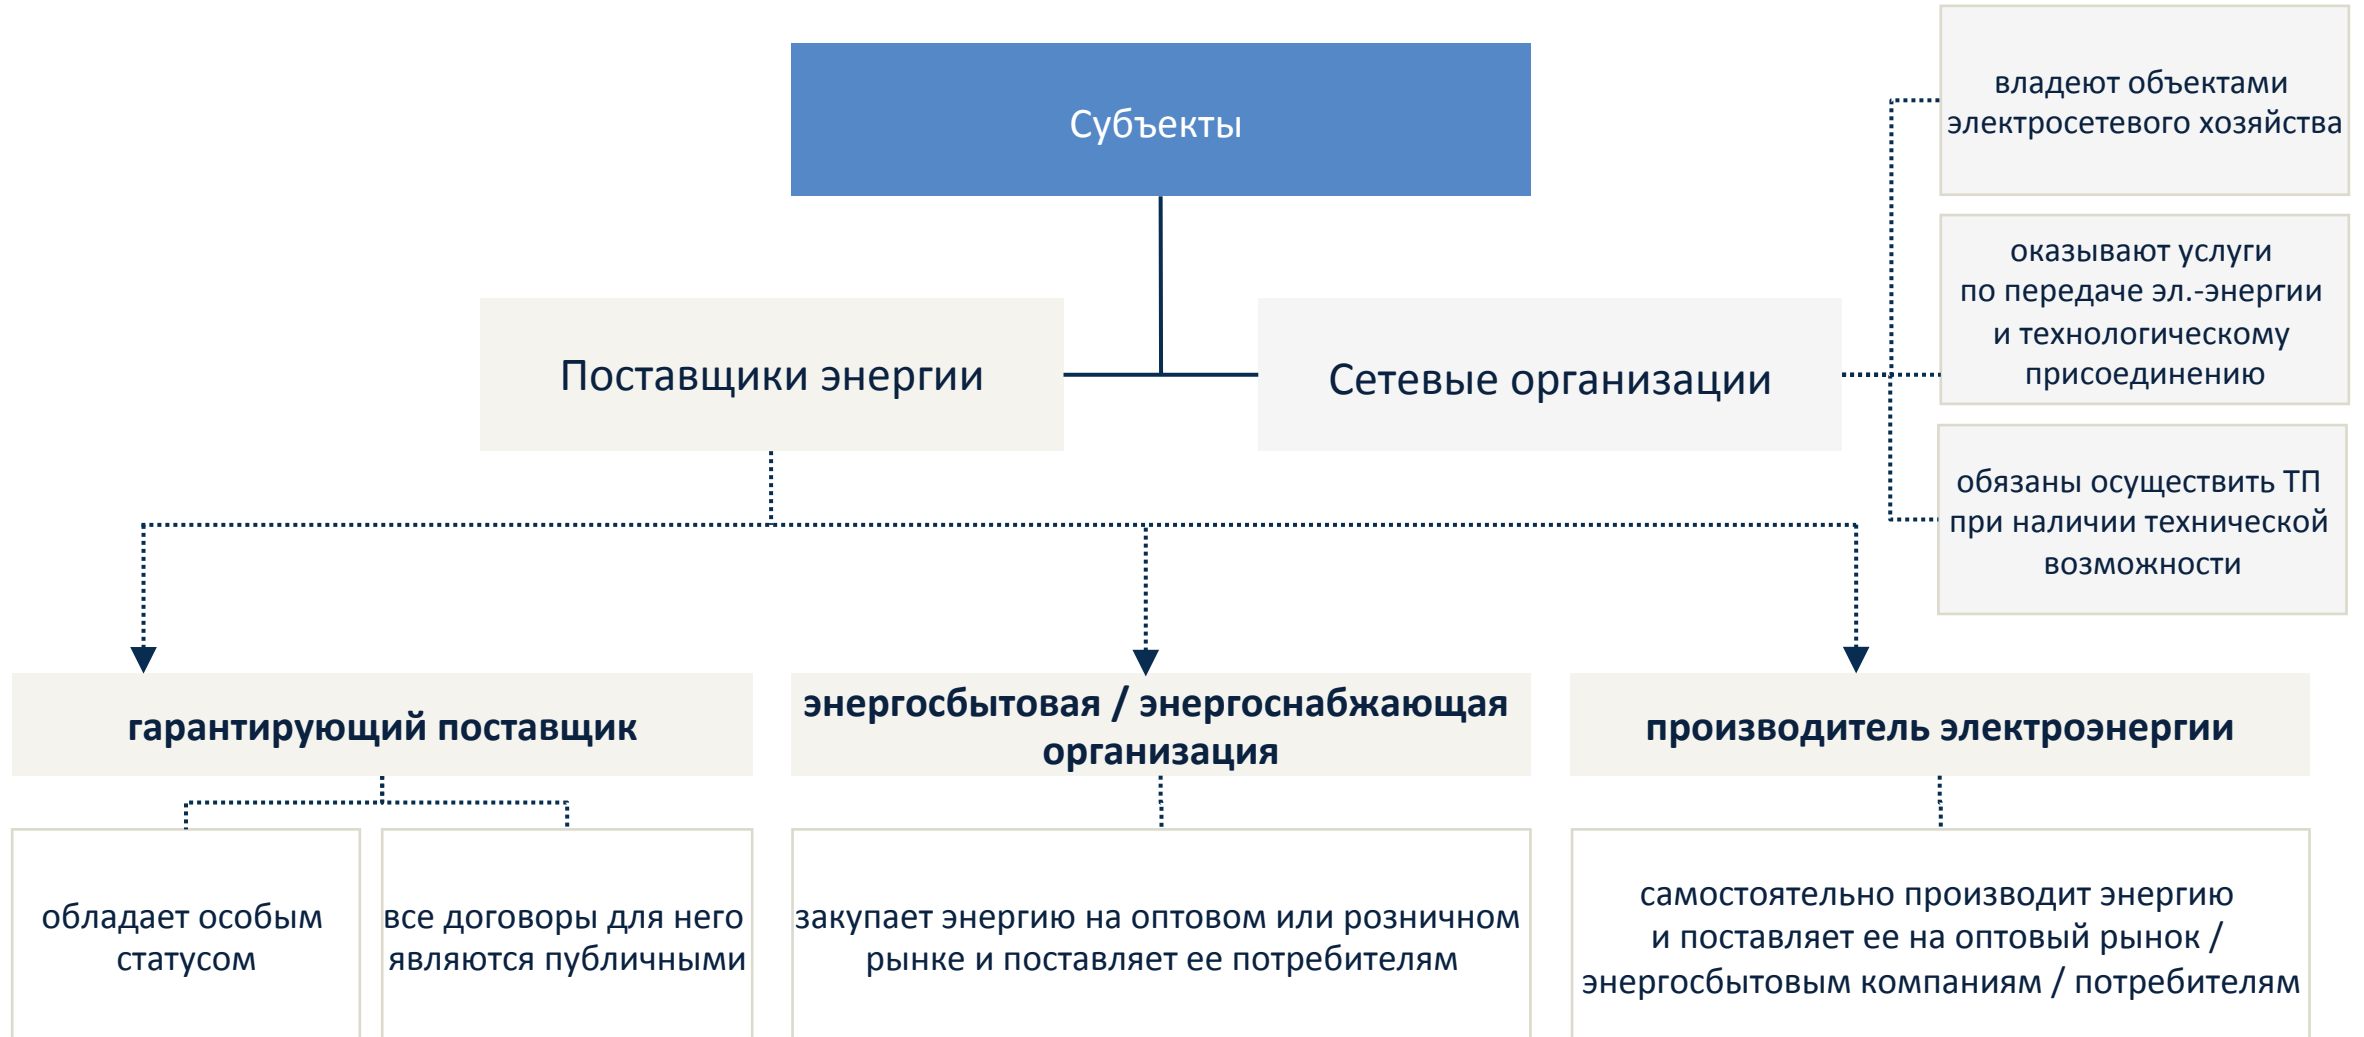 Субъекты
владеют объектами
электросетевого хозяйства
оказывают услуги
по передаче эл.-энергии
и технологическому
присоединению
обязаны осуществить ТП
при наличии технической
возможности
Поставщики энергии
Сетевые организации
гарантирующий поставщик
энергосбытовая / энергоснабжающая
организация
производитель электроэнергии
обладает особым
статусом
все договоры для него
являются публичными
закупает энергию на оптовом или розничном
рынке и поставляет ее потребителям
самостоятельно производит энергию
и поставляет ее на оптовый рынок /
энергосбытовым компаниям / потребителям